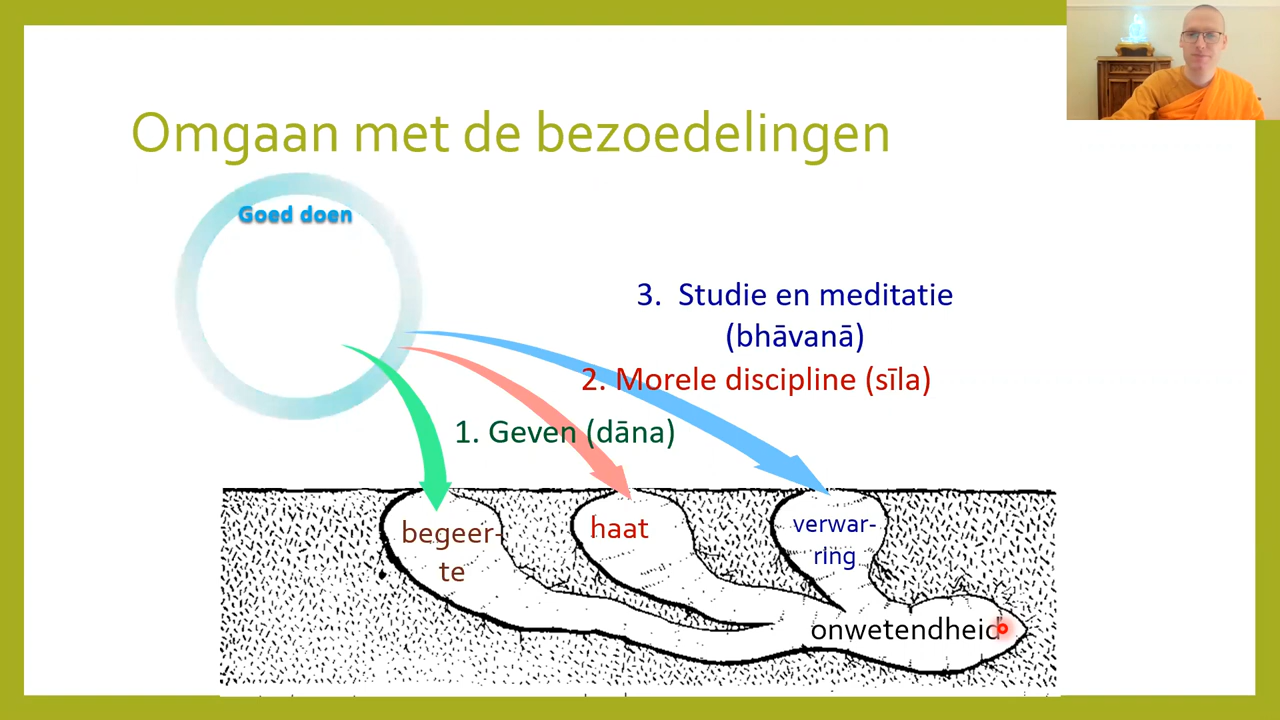 Omgaan met de bezoedelingen
Goed doen
3. Studie en meditatie
(bhāvanā)
2. Morele discipline (sīla)
1. Geven (dāna)
begeer-
te
haat
verwar-
ring
onwetendheid